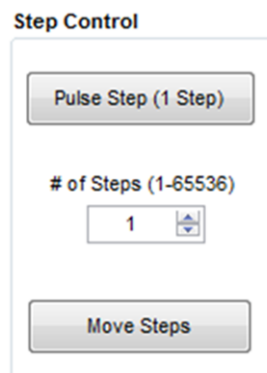 Step Control
Pulse Step (1 Step)
# of Steps (1-65536)
1
Move Steps